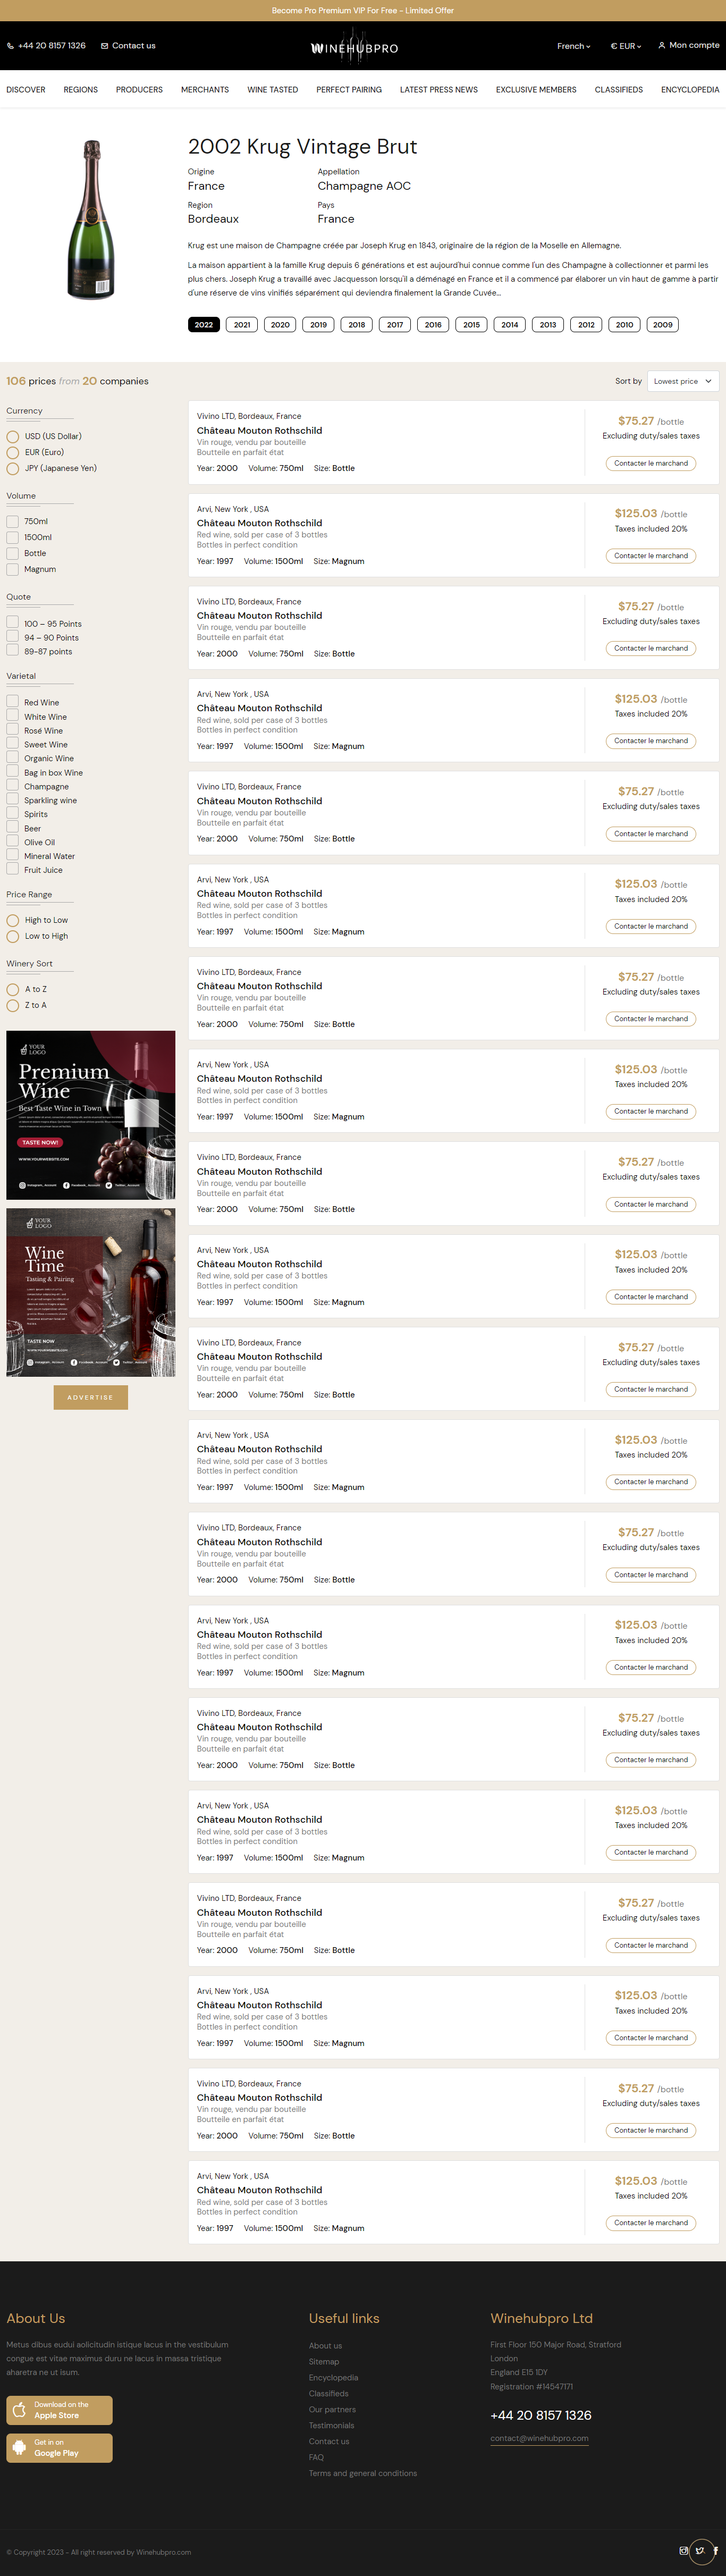 Become Pro Premium VIP For Free - Limited Offer
+44 20 8157 1326 Contact us WINEHUBPRO French € EUR Mon compte
DISCOVER REGIONS PRODUCERS MERCHANTS WINE TASTED PERFECT PAIRING LATEST PRESS NEWS EXCLUSIVE MEMBERS CLASSIFIEDS ENCYCLOPEDIA
2002 Krug Vintage Brut
Origine Appellation
France Champagne AOC
Region Pays
Bordeaux France
Krug est une maison de Champagne créée par Joseph Krug en 1843, originaire de la région de la Moselle en Allemagne.
La maison appartient à la famille Krug depuis 6 générations et est aujourd'hui connue comme l'un des Champagne à collectionner et parmi les
plus chers. Joseph Krug a travaillé avec Jacquesson lorsqu'il a déménagé en France et il a commencé par élaborer un vin haut de gamme à partir
d'une réserve de vins vinifiés séparément qui deviendra finalement la Grande Cuvée...
2022 2021 2020 2019 2018 2017 2016 2015 2014 2013 2012 2010 2009
106 prices from 20 companies
Sort by Lowest price
Currency
USD (US Dollar)
EUR (Euro)
JPY (Japanese Yen)
Volume
750ml
1500ml
Bottle
Magnum
Quote
100 – 95 Points
94 – 90 Points
89-87 points
Varietal
Red Wine
White Wine
Rosé Wine
Sweet Wine
Organic Wine
Bag in box Wine
Champagne
Sparkling wine
Spirits
Beer
Olive Oil
Mineral Water
Fruit Juice
Price Range
High to Low
Low to High
Winery Sort
A to Z
Z to A
YOUR
LOGO
Premium
Wine
Best Taste Wine in Town
TASTE NOW!
WWW.YOURWEBSITE.COM
Instagram_Account Facebook_Account Twitter_Account
YOUR
LOGO
Wine
Time
Tasting & Pairing
TASTE NOW
WWW.YOURWEBSITE.COM
Instagram_Account Facebook_Account Twitter_Account
ADVERTISE
Vivino LTD, Bordeaux, France
Château Mouton Rothschild
Vin rouge, vendu par bouteille
Boutteile en parfait état
Year: 2000 Volume: 750ml Size: Bottle
$75.27 /bottle
Excluding duty/sales taxes
Contacter le marchand
Arvi, New York , USA
Château Mouton Rothschild
Red wine, sold per case of 3 bottles
Bottles in perfect condition
Year: 1997 Volume: 1500ml Size: Magnum
$125.03 /bottle
Taxes included 20%
Contacter le marchand
Vivino LTD, Bordeaux, France
Château Mouton Rothschild
Vin rouge, vendu par bouteille
Boutteile en parfait état
Year: 2000 Volume: 750ml Size: Bottle
$75.27 /bottle
Excluding duty/sales taxes
Contacter le marchand
Arvi, New York , USA
Château Mouton Rothschild
Red wine, sold per case of 3 bottles
Bottles in perfect condition
Year: 1997 Volume: 1500ml Size: Magnum
$125.03 /bottle
Taxes included 20%
Contacter le marchand
Vivino LTD, Bordeaux, France
Château Mouton Rothschild
Vin rouge, vendu par bouteille
Boutteile en parfait état
Year: 2000 Volume: 750ml Size: Bottle
$75.27 /bottle
Excluding duty/sales taxes
Contacter le marchand
Arvi, New York , USA
Château Mouton Rothschild
Red wine, sold per case of 3 bottles
Bottles in perfect condition
Year: 1997 Volume: 1500ml Size: Magnum
$125.03 /bottle
Taxes included 20%
Contacter le marchand
Vivino LTD, Bordeaux, France
Château Mouton Rothschild
Vin rouge, vendu par bouteille
Boutteile en parfait état
Year: 2000 Volume: 750ml Size: Bottle
$75.27 /bottle
Excluding duty/sales taxes
Contacter le marchand
Arvi, New York , USA
Château Mouton Rothschild
Red wine, sold per case of 3 bottles
Bottles in perfect condition
Year: 1997 Volume: 1500ml Size: Magnum
$125.03 /bottle
Taxes included 20%
Contacter le marchand
Vivino LTD, Bordeaux, France
Château Mouton Rothschild
Vin rouge, vendu par bouteille
Boutteile en parfait état
Year: 2000 Volume: 750ml Size: Bottle
$75.27 /bottle
Excluding duty/sales taxes
Contacter le marchand
Arvi, New York , USA
Château Mouton Rothschild
Red wine, sold per case of 3 bottles
Bottles in perfect condition
Year: 1997 Volume: 1500ml Size: Magnum
$125.03 /bottle
Taxes included 20%
Contacter le marchand
Vivino LTD, Bordeaux, France
Château Mouton Rothschild
Vin rouge, vendu par bouteille
Boutteile en parfait état
Year: 2000 Volume: 750ml Size: Bottle
$75.27 /bottle
Excluding duty/sales taxes
Contacter le marchand
Arvi, New York , USA
Château Mouton Rothschild
Red wine, sold per case of 3 bottles
Bottles in perfect condition
Year: 1997 Volume: 1500ml Size: Magnum
$125.03 /bottle
Taxes included 20%
Contacter le marchand
Vivino LTD, Bordeaux, France
Château Mouton Rothschild
Vin rouge, vendu par bouteille
Boutteile en parfait état
Year: 2000 Volume: 750ml Size: Bottle
$75.27 /bottle
Excluding duty/sales taxes
Contacter le marchand
Arvi, New York , USA
Château Mouton Rothschild
Red wine, sold per case of 3 bottles
Bottles in perfect condition
Year: 1997 Volume: 1500ml Size: Magnum
$125.03 /bottle
Taxes included 20%
Contacter le marchand
Vivino LTD, Bordeaux, France
Château Mouton Rothschild
Vin rouge, vendu par bouteille
Boutteile en parfait état
Year: 2000 Volume: 750ml Size: Bottle
$75.27 /bottle
Excluding duty/sales taxes
Contacter le marchand
Arvi, New York , USA
Château Mouton Rothschild
Red wine, sold per case of 3 bottles
Bottles in perfect condition
Year: 1997 Volume: 1500ml Size: Magnum
$125.03 /bottle
Taxes included 20%
Contacter le marchand
Vivino LTD, Bordeaux, France
Château Mouton Rothschild
Vin rouge, vendu par bouteille
Boutteile en parfait état
Year: 2000 Volume: 750ml Size: Bottle
$75.27 /bottle
Excluding duty/sales taxes
Contacter le marchand
Arvi, New York , USA
Château Mouton Rothschild
Red wine, sold per case of 3 bottles
Bottles in perfect condition
Year: 1997 Volume: 1500ml Size: Magnum
$125.03 /bottle
Taxes included 20%
Contacter le marchand
Vivino LTD, Bordeaux, France
Château Mouton Rothschild
Vin rouge, vendu par bouteille
Boutteile en parfait état
Year: 2000 Volume: 750ml Size: Bottle
$75.27 /bottle
Excluding duty/sales taxes
Contacter le marchand
Arvi, New York , USA
Château Mouton Rothschild
Red wine, sold per case of 3 bottles
Bottles in perfect condition
Year: 1997 Volume: 1500ml Size: Magnum
$125.03 /bottle
Taxes included 20%
Contacter le marchand
About Us
Metus dibus eudui aolicitudin istique lacus in the vestibulum
congue est vitae maximus duru ne lacus in massa tristique
aharetra ne ut isum.
Download on the
Apple Store
Get in on
Google Play
Useful links
About us
Sitemap
Encyclopedia
Classifieds
Our partners
Testimonials
Contact us
FAQ
Terms and general conditions
Winehubpro Ltd
First Floor 150 Major Road, Stratford
London
England E15 1DY
Registration #14547171
+44 20 8157 1326
contact@winehubpro.com
© Copyright 2023 - All right reserved by Winehubpro.com